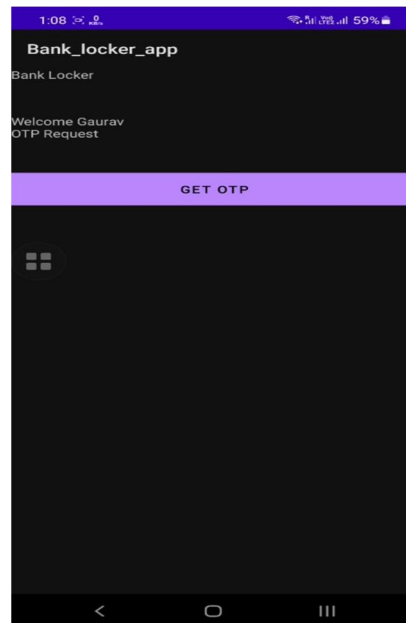 1:08
59%
Bank_locker_app
Bank Locker
Welcome Gaurav
OTP Request
GET OTP